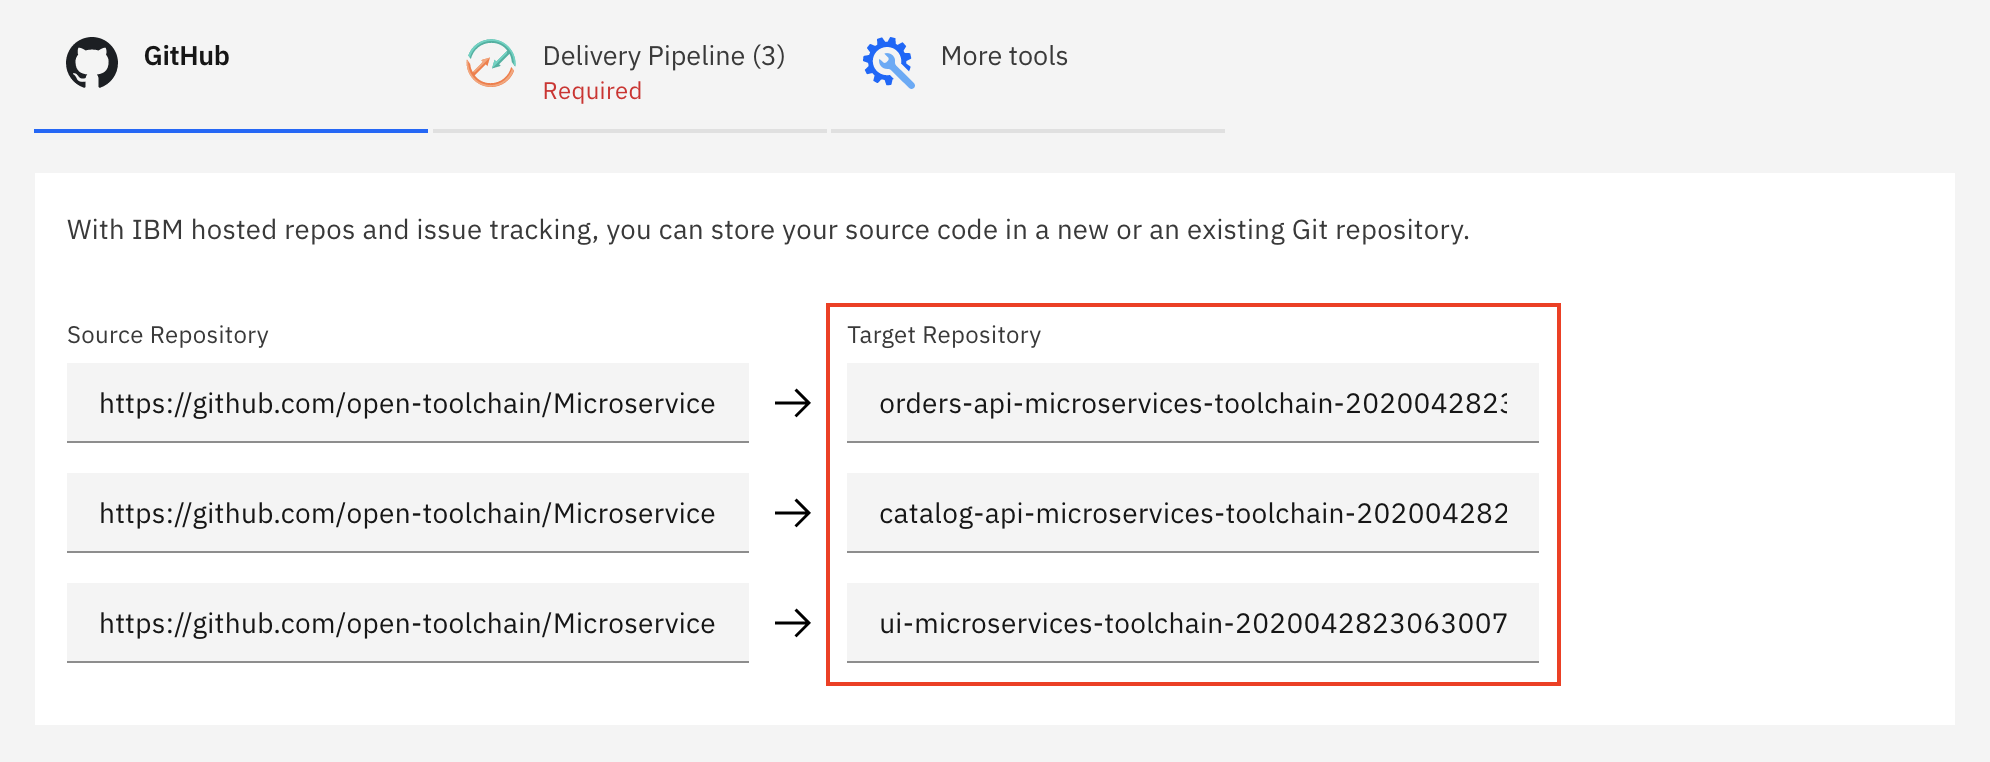 GitHub
Delivery Pipeline (3)
Required
More tools
With IBM hosted repos and issue tracking, you can store your source code in a new or an existing Git repository.
Source Repository
Target Repository
https://github.com/open-toolchain/Microservice
orders-api-microservices-toolchain-2020042823
https://github.com/open-toolchain/Microservice
catalog-api-microservices-toolchain-202004282
https://github.com/open-toolchain/Microservice
ui-microservices-toolchain-2020042823063007